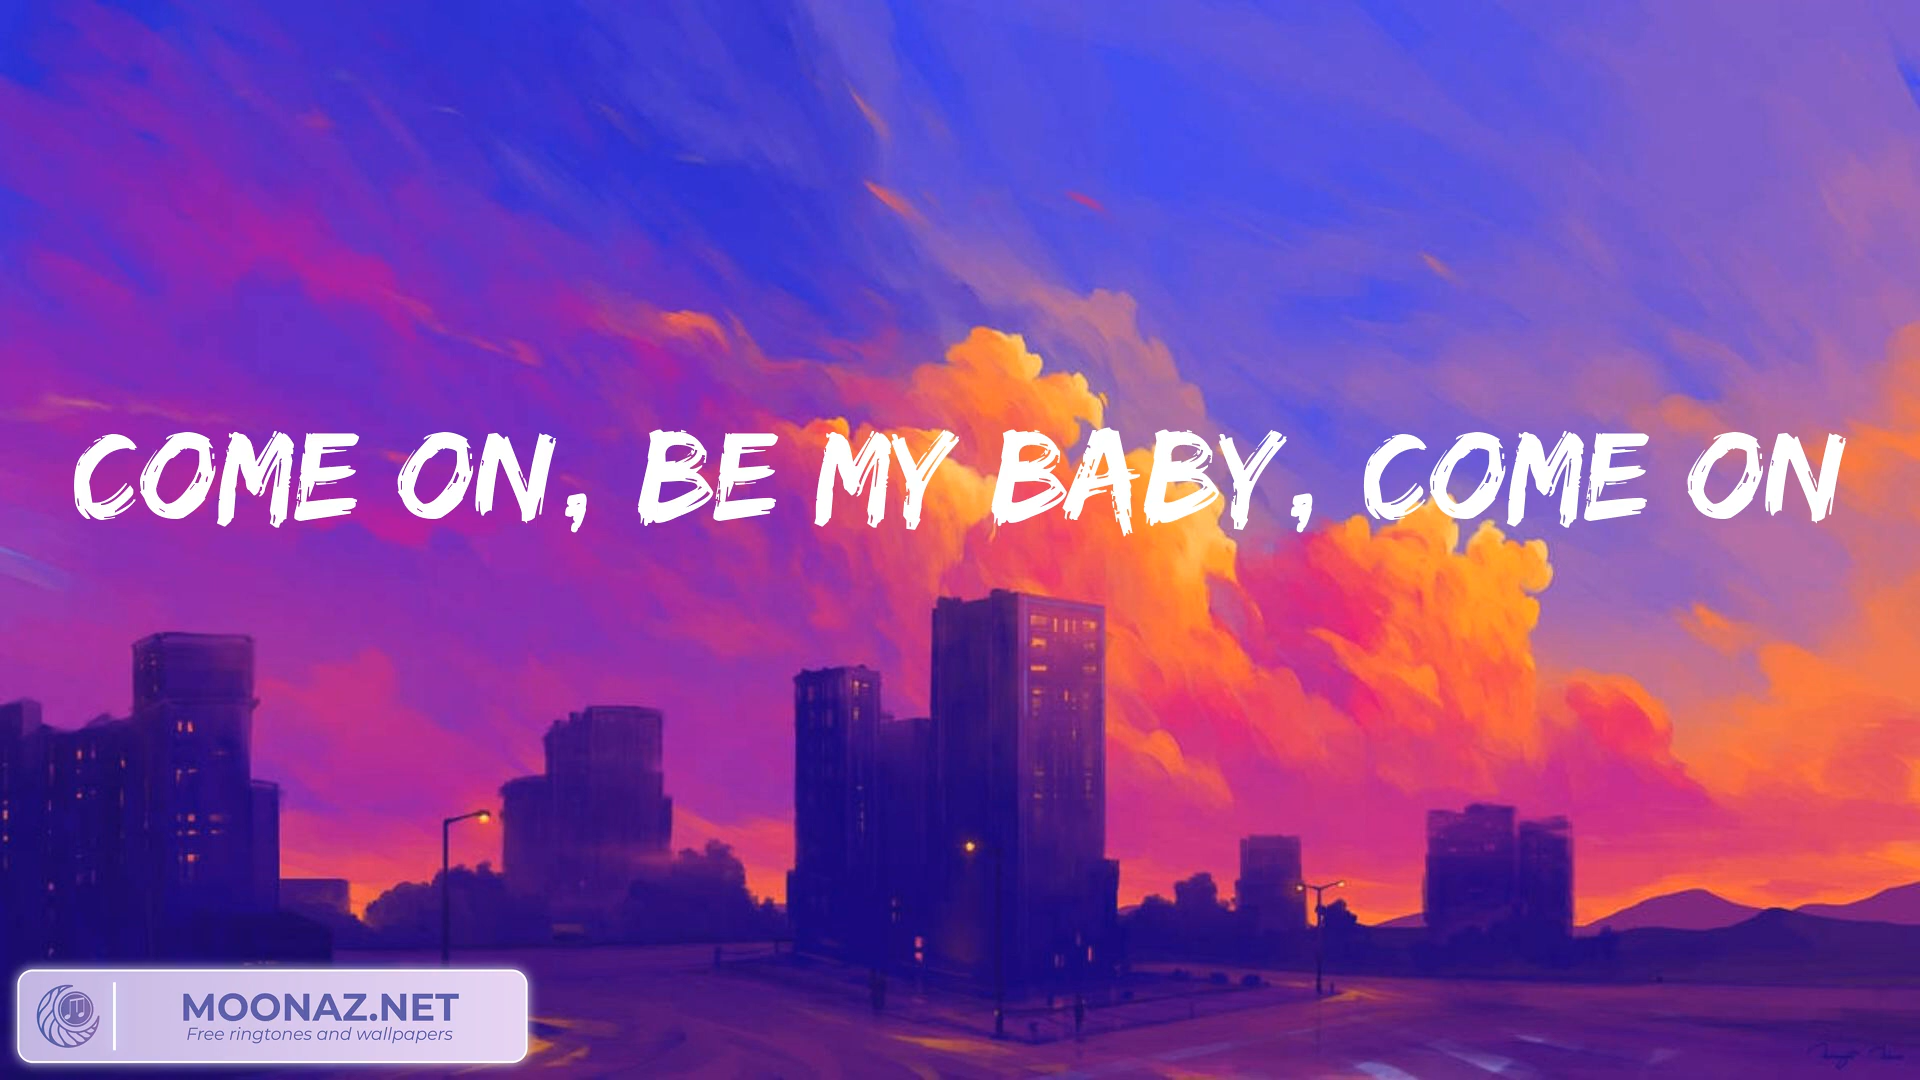 COME ON, BE MY BABY, COME ON
MOONAZ.NET
Free ringtones and wallpapers